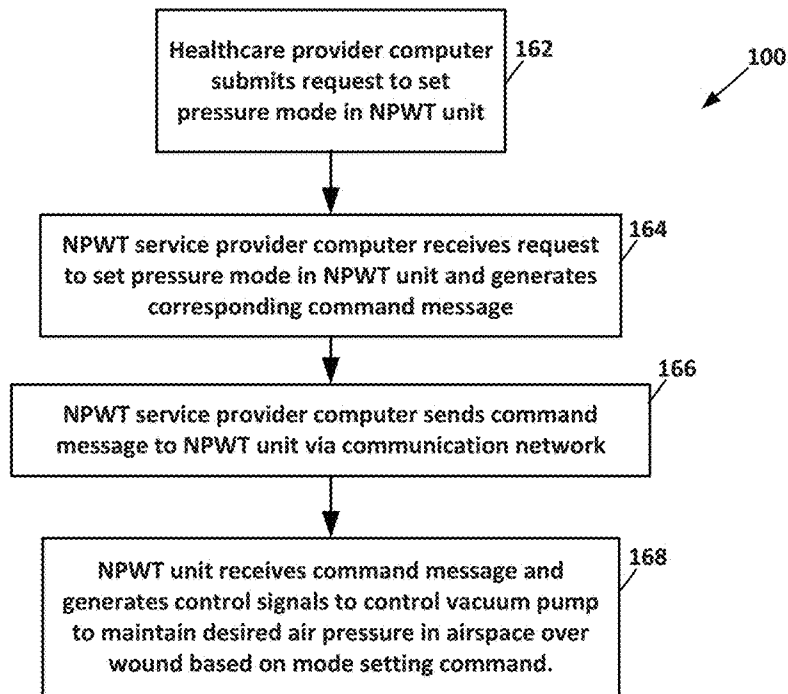 Healthcare provider computer
submits request to set
pressure mode in NPWT unit
162
100
NPWT service provider computer receives request
to set pressure mode in NPWT unit and generates
corresponding command message
164
NPWT service provider computer sends command
message to NPWT unit via communication network
166
NPWT unit receives command message and
generates control signals to control vacuum pump
to maintain desired air pressure in airspace over
wound based on mode setting command.
168